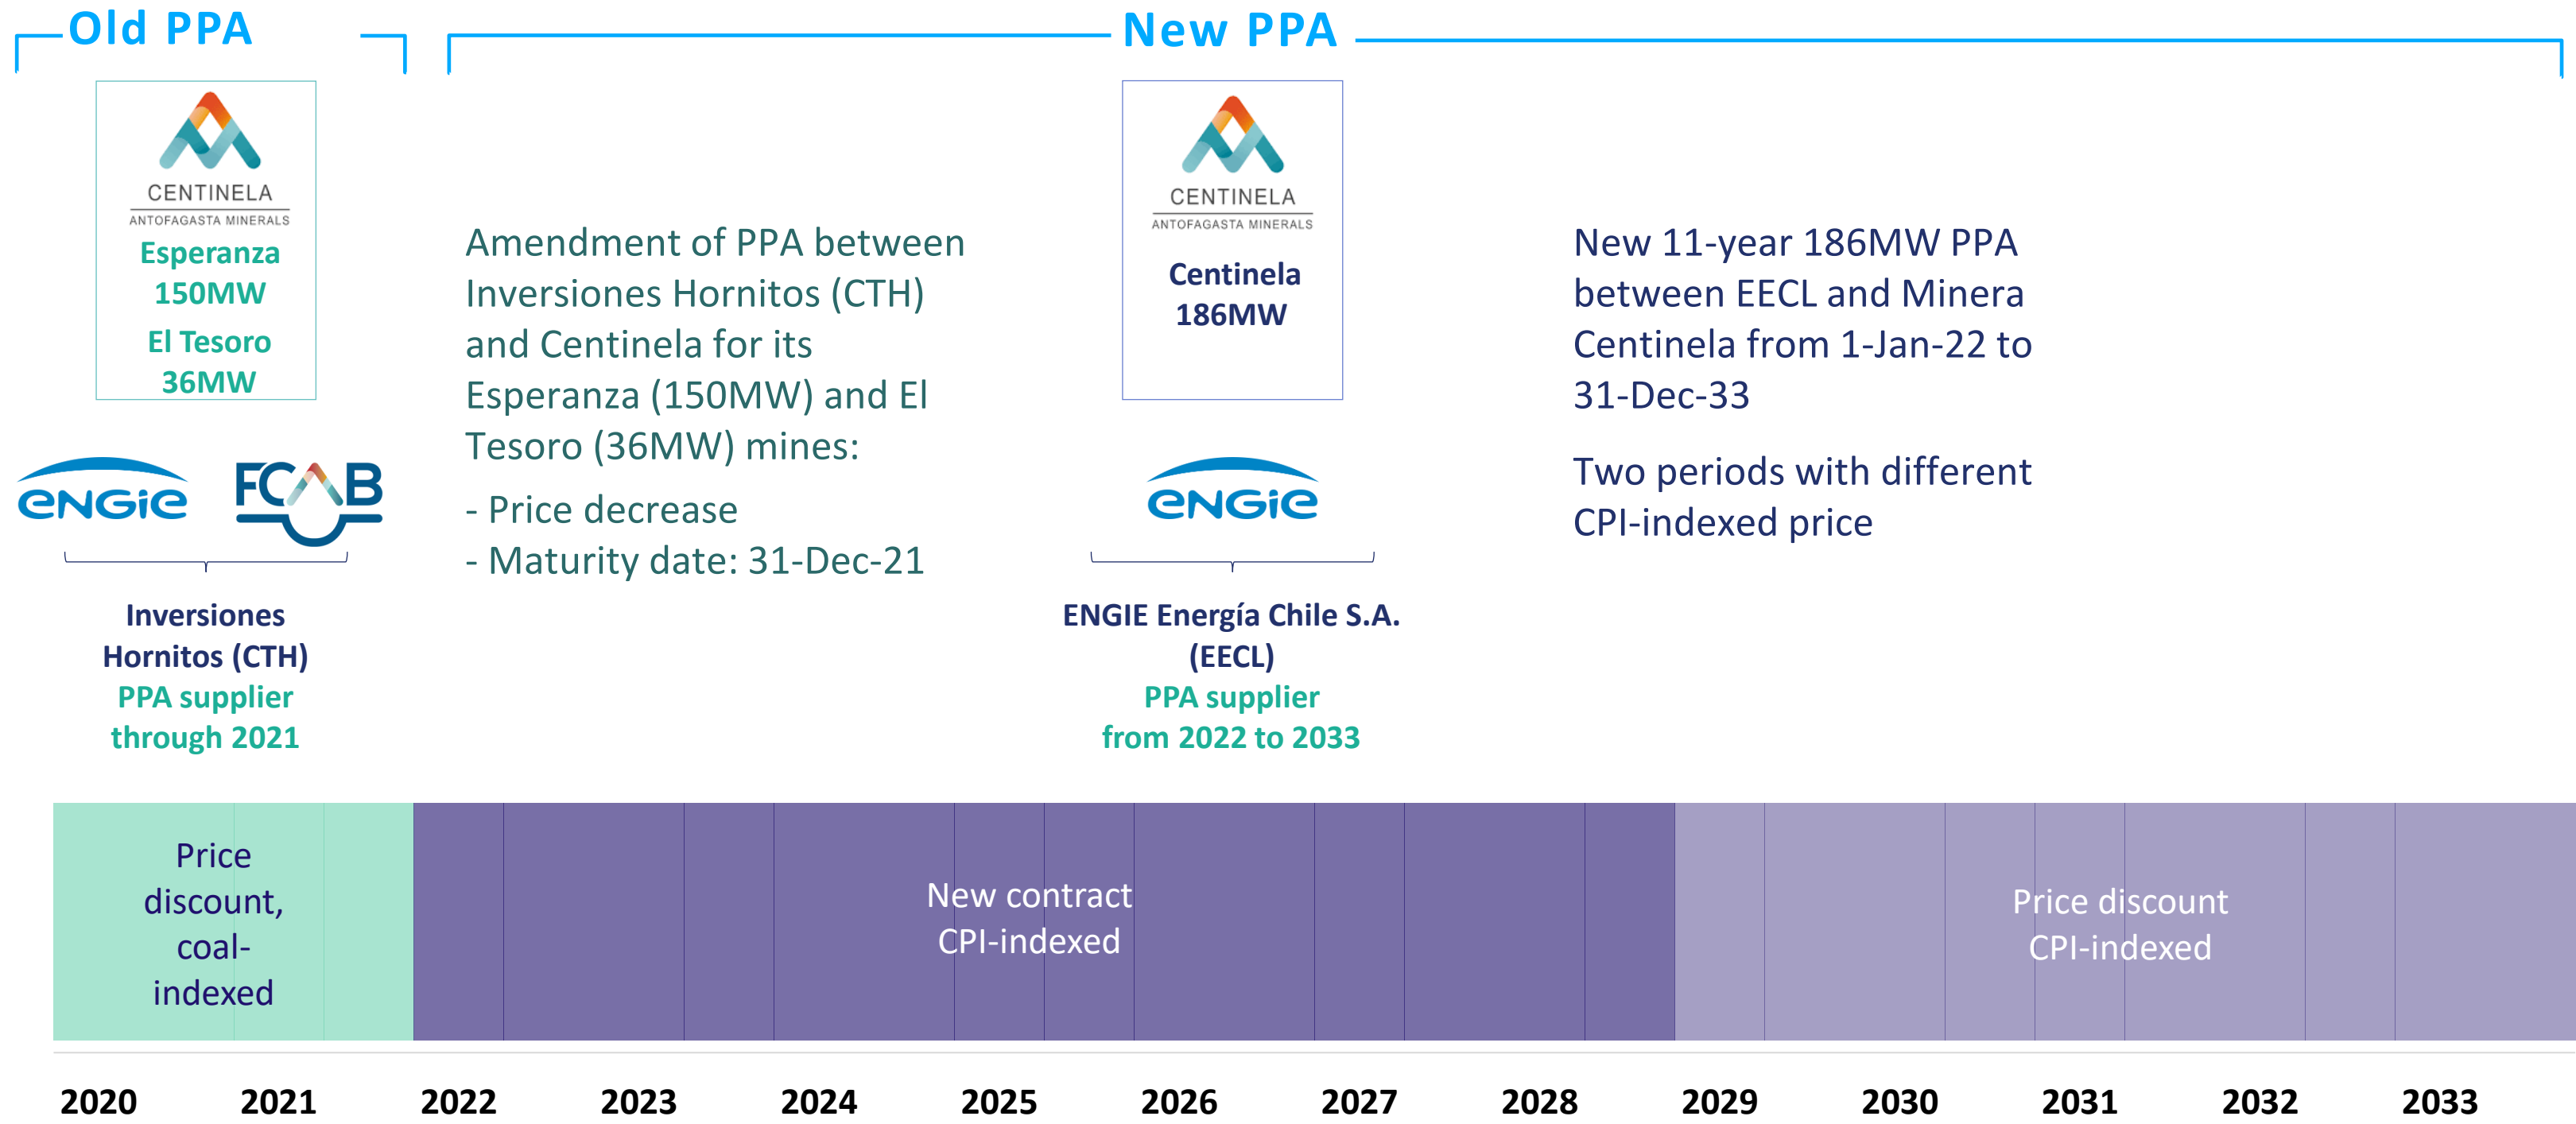 Old PPA
New PPA
CENTINELA
ANTOFAGASTA MINERALS
Esperanza
150MW
El Tesoro
36MW
ENGIE
FCAB
Inversiones
Hornitos (CTH)
PPA supplier
through 2021
Amendment of PPA between
Inversiones Hornitos (CTH)
and Centinela for its
Esperanza (150MW) and El
Tesoro (36MW) mines:
- Price decrease
- Maturity date: 31-Dec-21
CENTINELA
ANTOFAGASTA MINERALS
Centinela
186MW
ENGIE
ENGIE Energía Chile S.A.
(EECL)
PPA supplier
from 2022 to 2033
New 11-year 186MW PPA
between EECL and Minera
Centinela from 1-Jan-22 to
31-Dec-33
Two periods with different
CPI-indexed price
Price
discount,
coal-
indexed
New contract
CPI-indexed
Price discount
CPI-indexed
2020 2021 2022 2023 2024 2025 2026 2027 2028 2029 2030 2031 2032 2033